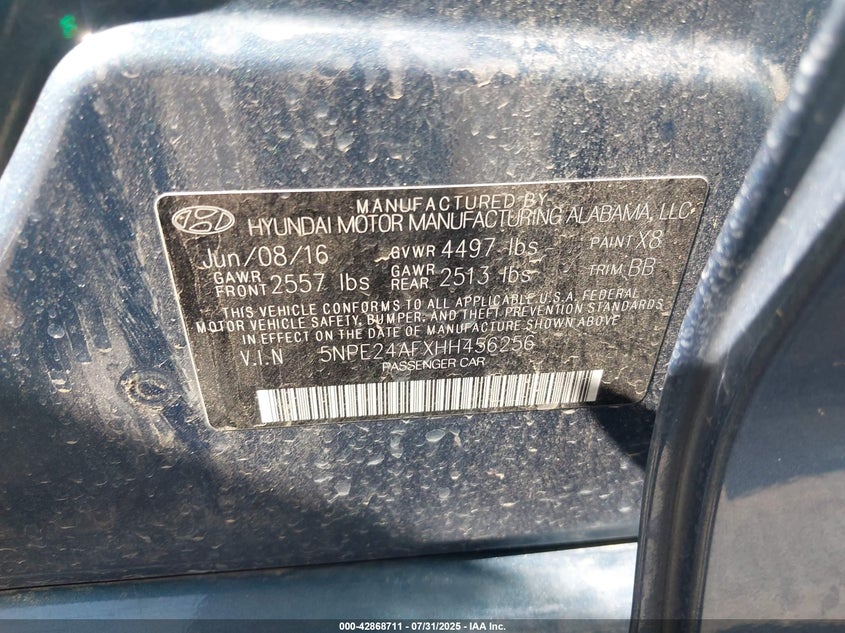 MANUFACTURED BY
HYUNDAI MOTOR MANUFACTURING ALABAMA, LLC
Jun/08/16 GVWR 4497 lbs PAINT X8
GAWR FRONT 2557 lbs GAWR REAR 2513 lbs TRIM BB
THIS VEHICLE CONFORMS TO ALL APPLICABLE U.S.A. FEDERAL
MOTOR VEHICLE SAFETY, BUMPER, AND THEFT PREVENTION STANDARDS
IN EFFECT ON THE DATE OF MANUFACTURE SHOWN ABOVE
V.I.N 5NPE24AFXHH456256
PASSENGER CAR
000-42868711 - 07/31/2025 - IAA Inc.